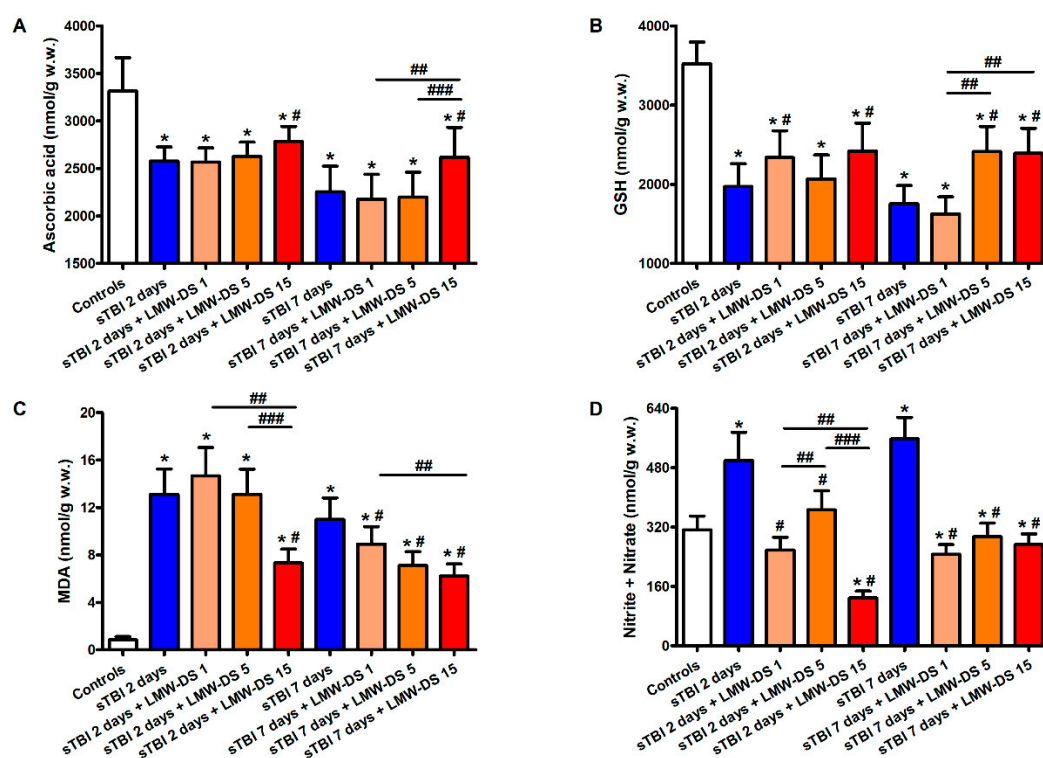 A
Ascorbic acid (nmol/g w.w.)
4000
3500
3000
2500
2000
1500
##
###
* * * * # * * * * #
Controls
sTBI 2 days
sTBI 2 days + LMW-DS 1
sTBI 2 days + LMW-DS 5
sTBI 2 days + LMW-DS 15
sTBI 7 days
sTBI 7 days + LMW-DS 1
sTBI 7 days + LMW-DS 5
sTBI 7 days + LMW-DS 15
B
GSH (nmol/g w.w.)
4000
3000
2000
1000
##
##
* * # * * # * * * # * #
Controls
sTBI 2 days
sTBI 2 days + LMW-DS 1
sTBI 2 days + LMW-DS 5
sTBI 2 days + LMW-DS 15
sTBI 7 days
sTBI 7 days + LMW-DS 1
sTBI 7 days + LMW-DS 5
sTBI 7 days + LMW-DS 15
C
MDA (nmol/g w.w.)
20
16
12
8
4
0
##
###
##
* * * * # * * # * # * #
Controls
sTBI 2 days
sTBI 2 days + LMW-DS 1
sTBI 2 days + LMW-DS 5
sTBI 2 days + LMW-DS 15
sTBI 7 days
sTBI 7 days + LMW-DS 1
sTBI 7 days + LMW-DS 5
sTBI 7 days + LMW-DS 15
D
Nitrite + Nitrate (nmol/g w.w.)
640
480
320
160
0
##
###
##
* # # * # * * # * # * #
Controls
sTBI 2 days
sTBI 2 days + LMW-DS 1
sTBI 2 days + LMW-DS 5
sTBI 2 days + LMW-DS 15
sTBI 7 days
sTBI 7 days + LMW-DS 1
sTBI 7 days + LMW-DS 5
sTBI 7 days + LMW-DS 15